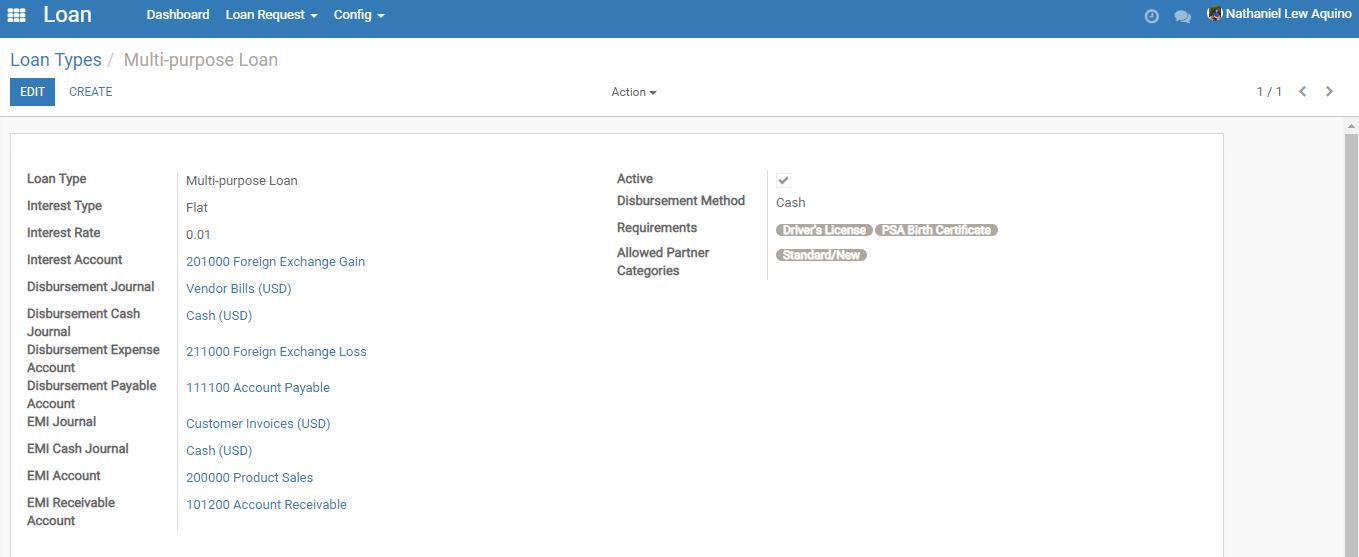 Loan Dashboard Loan Request Config Nathaniel Lew Aquino
Loan Types / Multi-purpose Loan
EDIT CREATE Action 1 / 1
Loan Type Multi-purpose Loan
Interest Type Flat
Interest Rate 0.01
Interest Account 201000 Foreign Exchange Gain
Disbursement Journal Vendor Bills (USD)
Disbursement Cash
Journal
Cash (USD)
Disbursement Expense
Account
211000 Foreign Exchange Loss
Disbursement Payable
Account
111100 Account Payable
EMI Journal Customer Invoices (USD)
EMI Cash Journal Cash (USD)
EMI Account 200000 Product Sales
EMI Receivable
Account
101200 Account Receivable
Active
Disbursement Method Cash
Requirements Driver's License PSA Birth Certificate
Allowed Partner
Categories
Standard/New